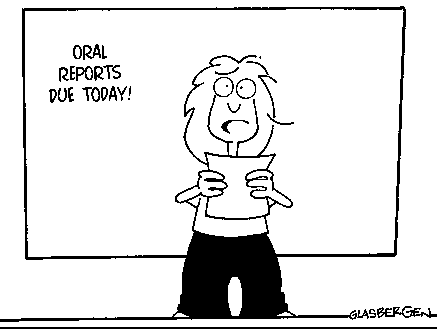 ORAL
REPORTS
DUE TODAY!
GLASBERGEN